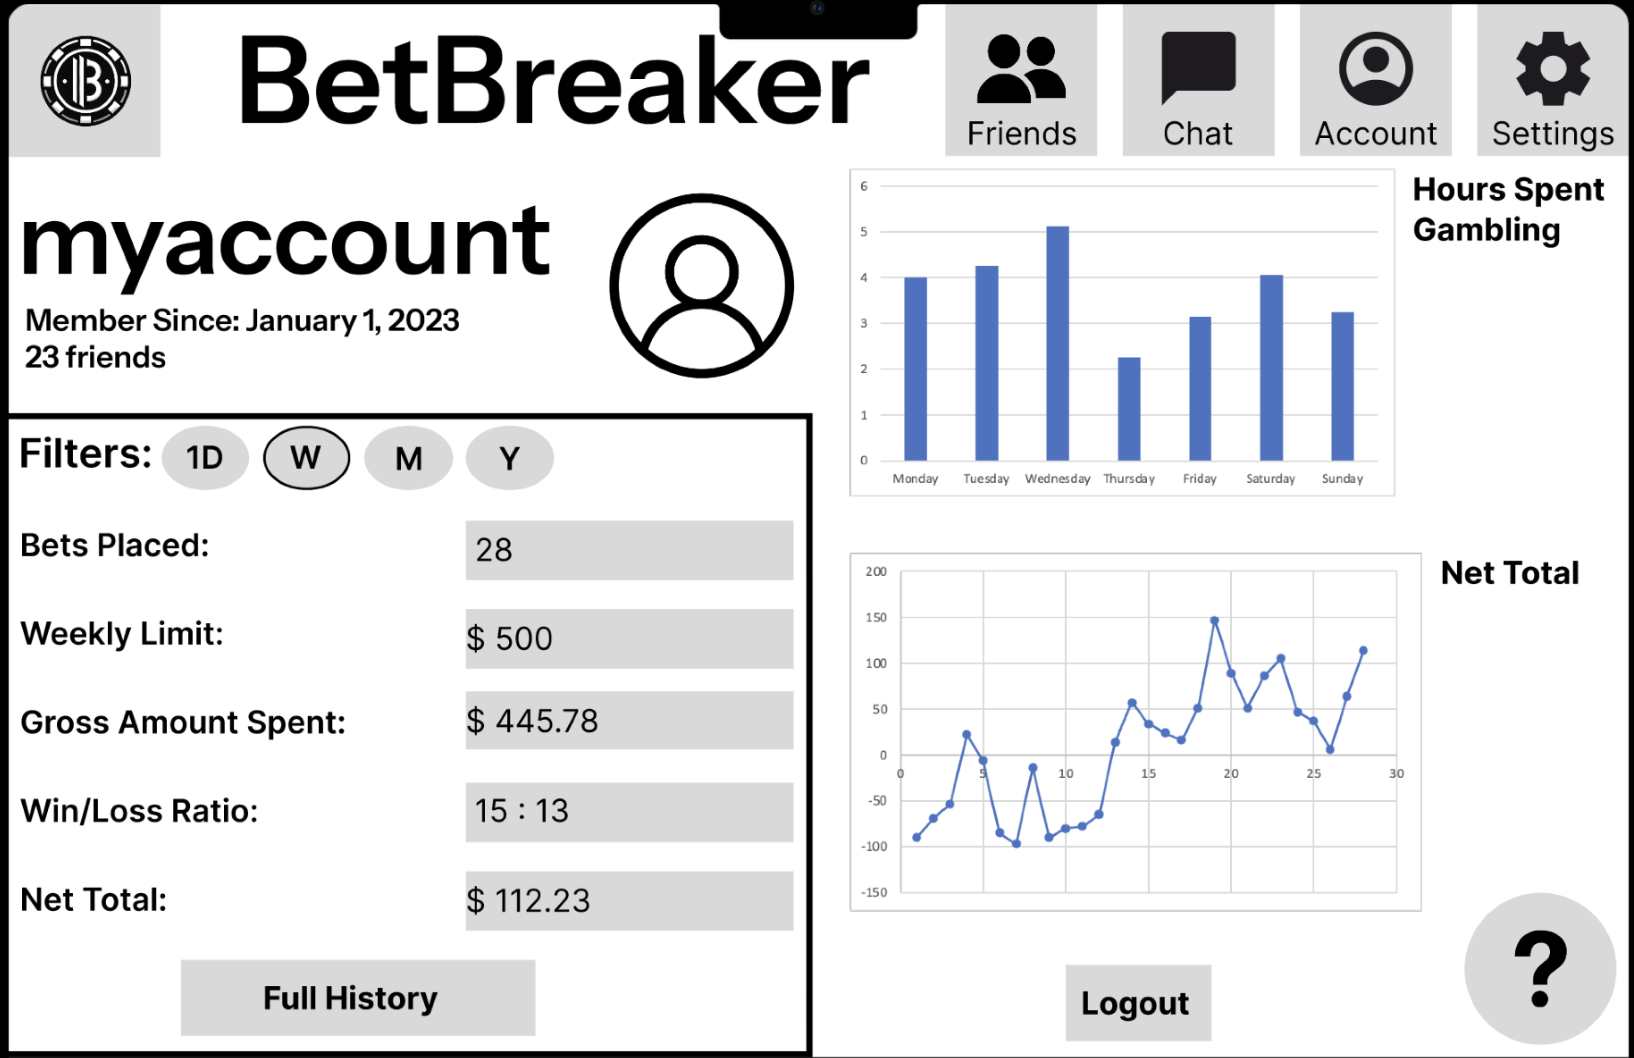 B
BetBreaker
Friends
Chat
Account
Settings
myaccount
Member Since: January 1, 2023
23 friends
Filters: 1D W M Y
Bets Placed: 28
Weekly Limit: $ 500
Gross Amount Spent: $ 445.78
Win/Loss Ratio: 15 : 13
Net Total: $ 112.23
Full History
Hours Spent
Gambling
6
5
4
3
2
1
0
Monday Tuesday Wednesday Thursday Friday Saturday Sunday
Net Total
200
150
100
50
0
0 5 10 15 20 25 30
-50
-100
-150
Logout
?